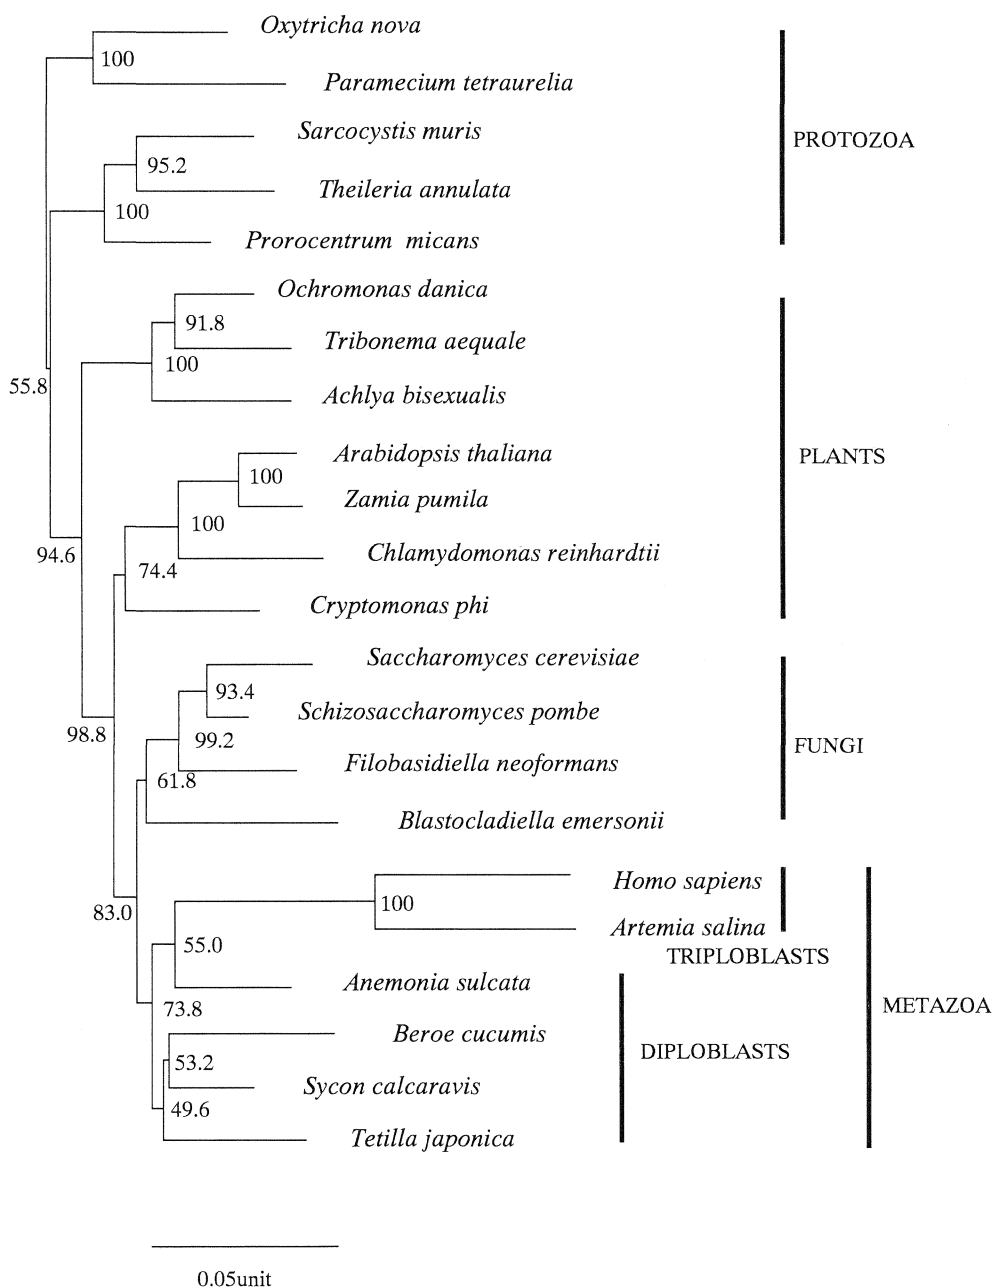 Oxytricha nova
100
Paramecium tetraurelia
Sarcocystis muris
PROTOZOA
95.2
Theileria annulata
100
Prorocentrum micans
Ochromonas danica
91.8
Tribonema aequale
100
55.8
Achlya bisexualis
Arabidopsis thaliana
PLANTS
100
Zamia pumila
100
94.6
Chlamydomonas reinhardtii
74.4
Cryptomonas phi
Saccharomyces cerevisiae
93.4
Schizosaccharomyces pombe
98.8
99.2
FUNGI
Filobasidiella neoformans
61.8
Blastocladiella emersonii
Homo sapiens
100
83.0
Artemia salina
55.0
TRIPLOBLASTS
Anemonia sulcata
73.8
METAZOA
Beroe cucumis
DIPLOBLASTS
53.2
Sycon calcaravis
49.6
Tetilla japonica
0.05unit